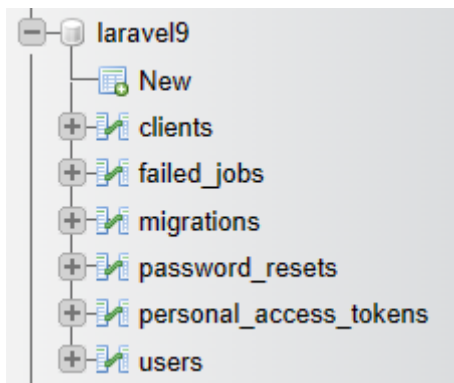 laravel9
New
clients
failed_jobs
migrations
password_resets
personal_access_tokens
users